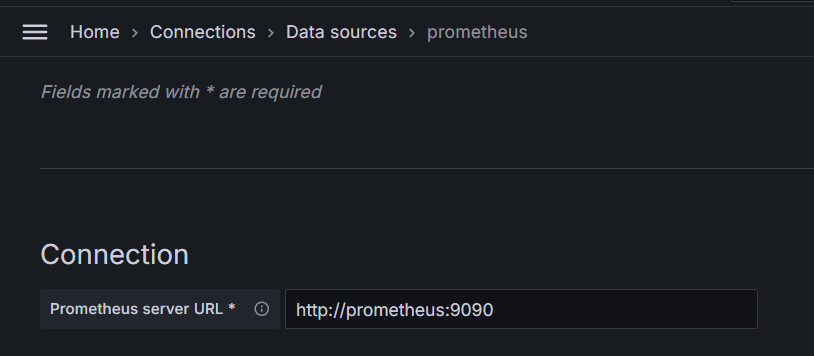 Home > Connections > Data sources > prometheus
Fields marked with * are required
Connection
Prometheus server URL * http://prometheus:9090